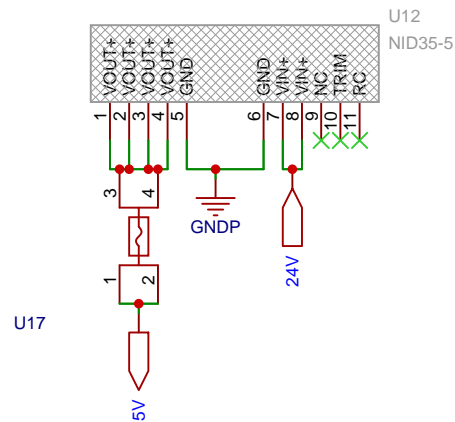 U12
NID35-5
VOUT+
VOUT+
VOUT+
VOUT+
GND
GND
VIN+
VIN+
NC
TRIM
RC
1
2
3
4
5
6
7
8
9
10
11
3
4
GNDP
24V
1
2
U17
5V